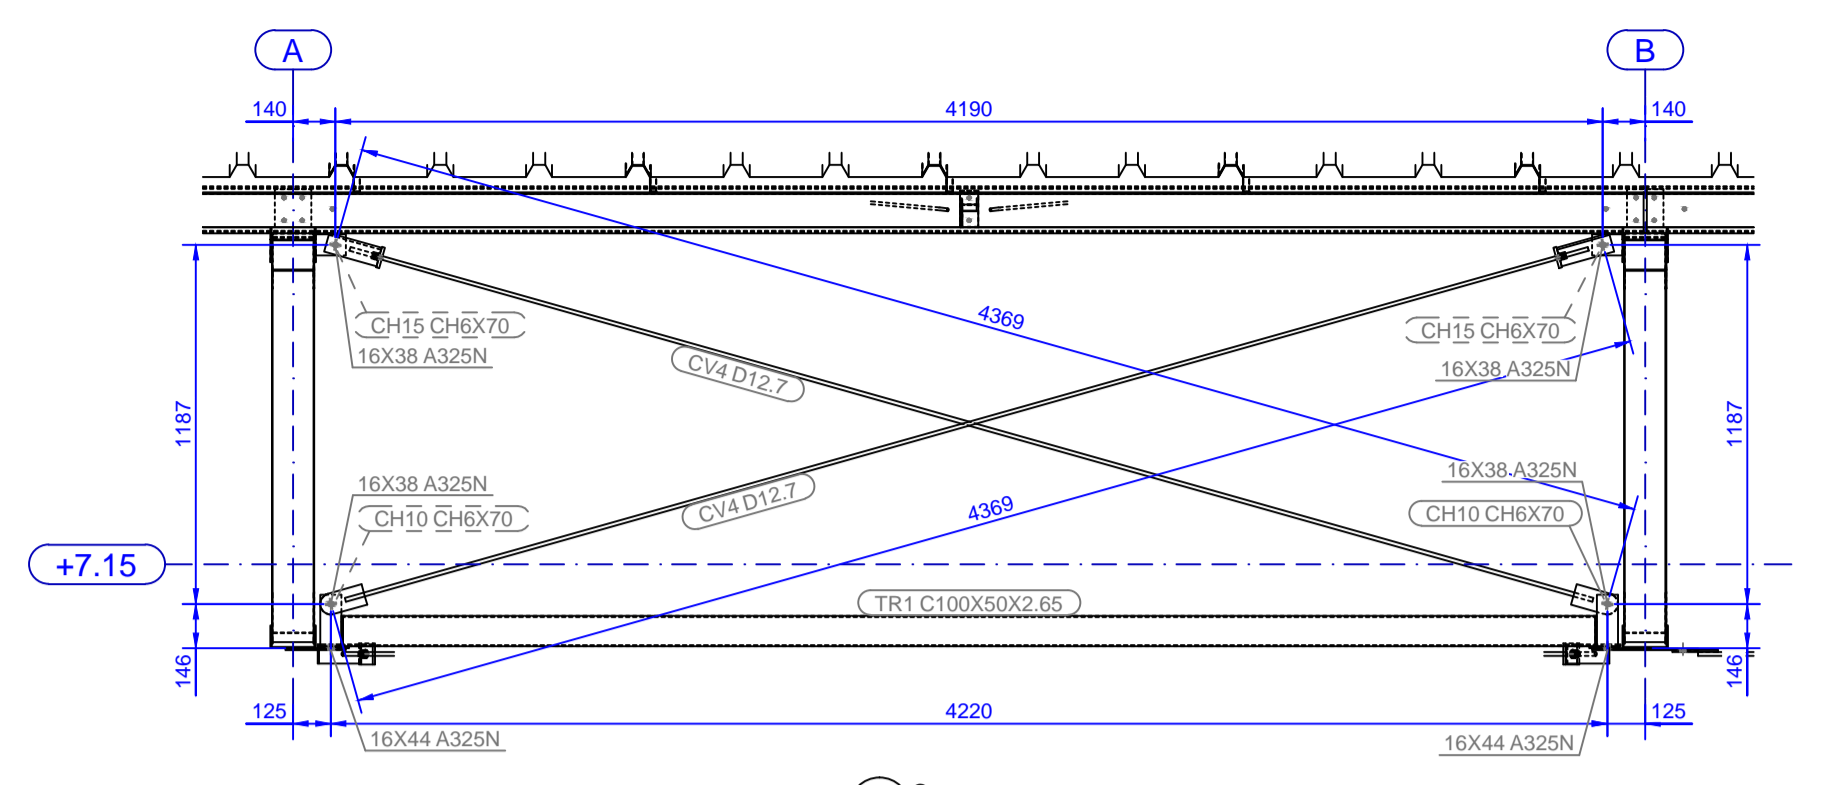 A
B
140
4190
140
4369
CH15 CH6X70
16X38 A325N
CH15 CH6X70
16X38 A325N
CV4 D12.7
1187
1187
16X38 A325N
CH10 CH6X70
CV4 D12.7
4369
16X38 A325N
CH10 CH6X70
+7.15
TR1 C100X50X2.65
146
146
125
4220
125
16X44 A325N
16X44 A325N